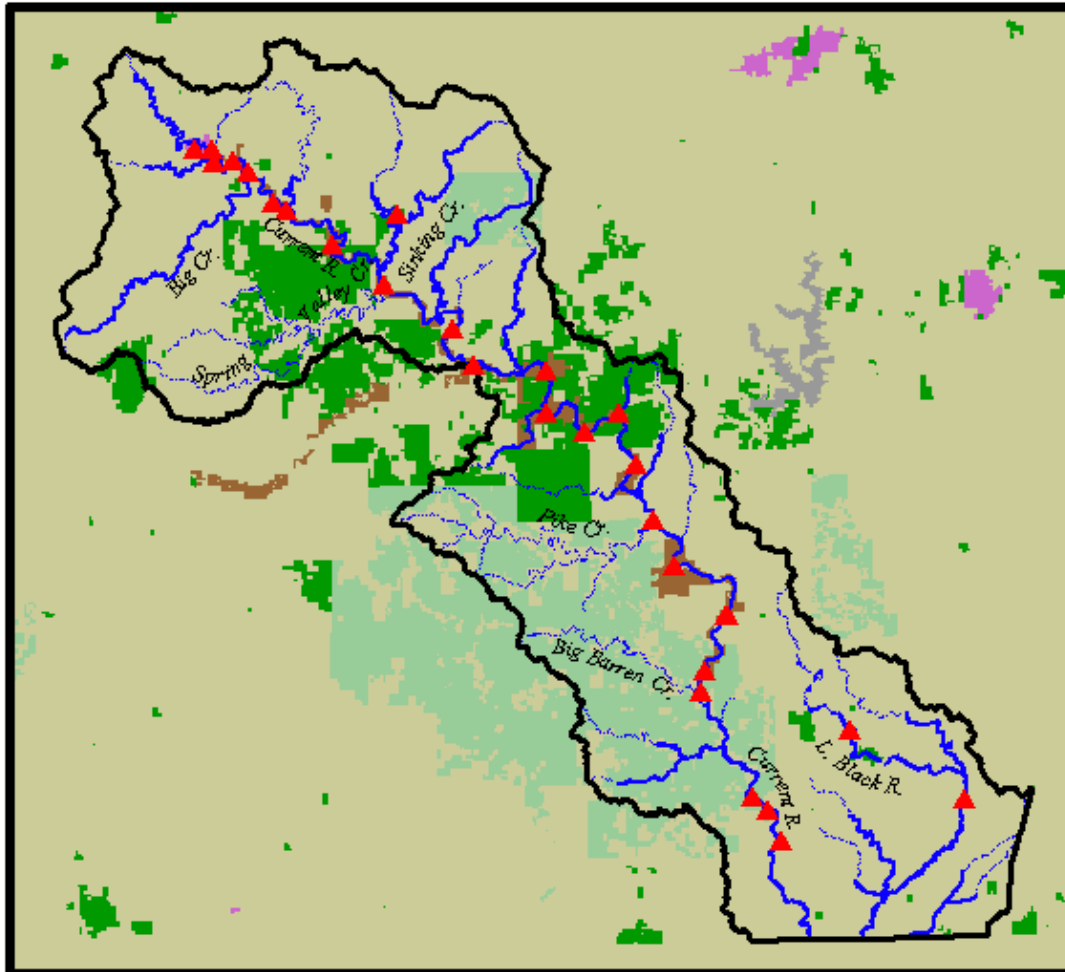 Current R.
Sinking Cr.
Big Cr.
Spring Valley Cr.
Pike Cr.
Big Barren Cr.
Current R.
L. Black R.